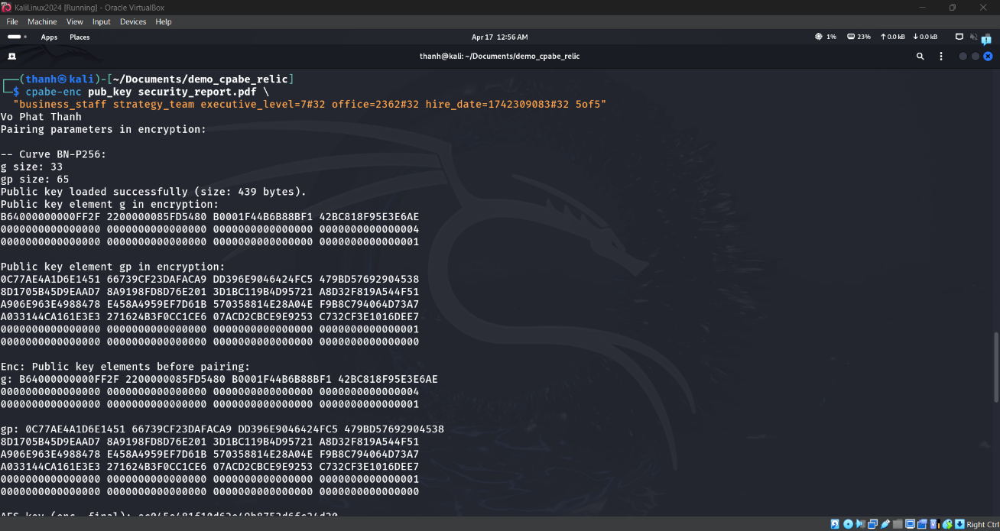 KaliLinux2024 [Running] - Oracle VirtualBox
File Machine View Input Devices Help
Apps Places Apr 17 12:56 AM 1% 23% ↑0.0 kB ↓0.0 kB
thanh@kali: ~/Documents/demo_cpabe_relic
┌──(thanh㉿kali)-[~/Documents/demo_cpabe_relic]
└─$ cpabe-enc pub_key security_report.pdf \
"business_staff strategy_team executive_level=7#32 office=2362#32 hire_date=1742309083#32 5of5"
Vo Phat Thanh
Pairing parameters in encryption:
-- Curve BN-P256:
g size: 33
gp size: 65
Public key loaded successfully (size: 439 bytes).
Public key element g in encryption:
B64000000000FF2F 2200000085FD5480 B0001F44B6B88BF1 42BC818F95E3E6AE
0000000000000000 0000000000000000 0000000000000000 0000000000000004
0000000000000000 0000000000000000 0000000000000000 0000000000000001
Public key element gp in encryption:
0C77AE4A1D6E1451 66739CF23DAFACA9 DD396E9046424FC5 479BD57692904538
8D1705B45D9EAAD7 8A9198FD8D76E201 3D1BC119B4D95721 A8D32F819A544F51
A906E963E4988478 E458A4959EF7D61B 570358814E28A04E F9B8C794064D73A7
A033144CA161E3E3 271624B3F0CC1CE6 07ACD2CBCE9E9253 C732CF3E1016DEE7
0000000000000000 0000000000000000 0000000000000000 0000000000000001
0000000000000000 0000000000000000 0000000000000000 0000000000000000
Enc: Public key elements before pairing:
g: B64000000000FF2F 2200000085FD5480 B0001F44B6B88BF1 42BC818F95E3E6AE
0000000000000000 0000000000000000 0000000000000000 0000000000000004
0000000000000000 0000000000000000 0000000000000000 0000000000000001
gp: 0C77AE4A1D6E1451 66739CF23DAFACA9 DD396E9046424FC5 479BD57692904538
8D1705B45D9EAAD7 8A9198FD8D76E201 3D1BC119B4D95721 A8D32F819A544F51
A906E963E4988478 E458A4959EF7D61B 570358814E28A04E F9B8C794064D73A7
A033144CA161E3E3 271624B3F0CC1CE6 07ACD2CBCE9E9253 C732CF3E1016DEE7
0000000000000000 0000000000000000 0000000000000000 0000000000000001
0000000000000000 0000000000000000 0000000000000000 0000000000000000
AES key (enc, final):
Right Ctrl